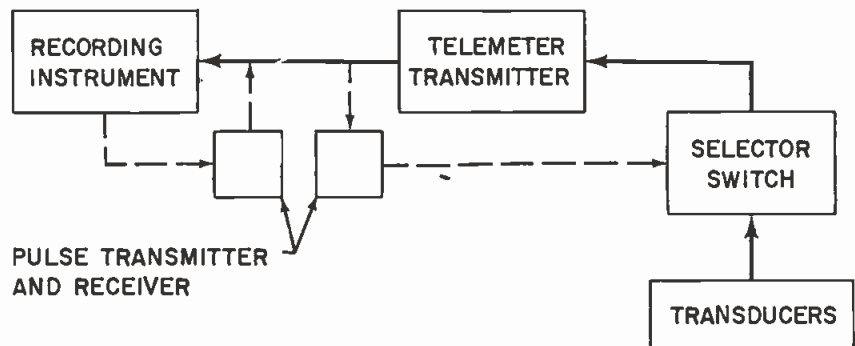 RECORDING
INSTRUMENT
TELEMETER
TRANSMITTER
SELECTOR
SWITCH
PULSE TRANSMITTER
AND RECEIVER
TRANSDUCERS